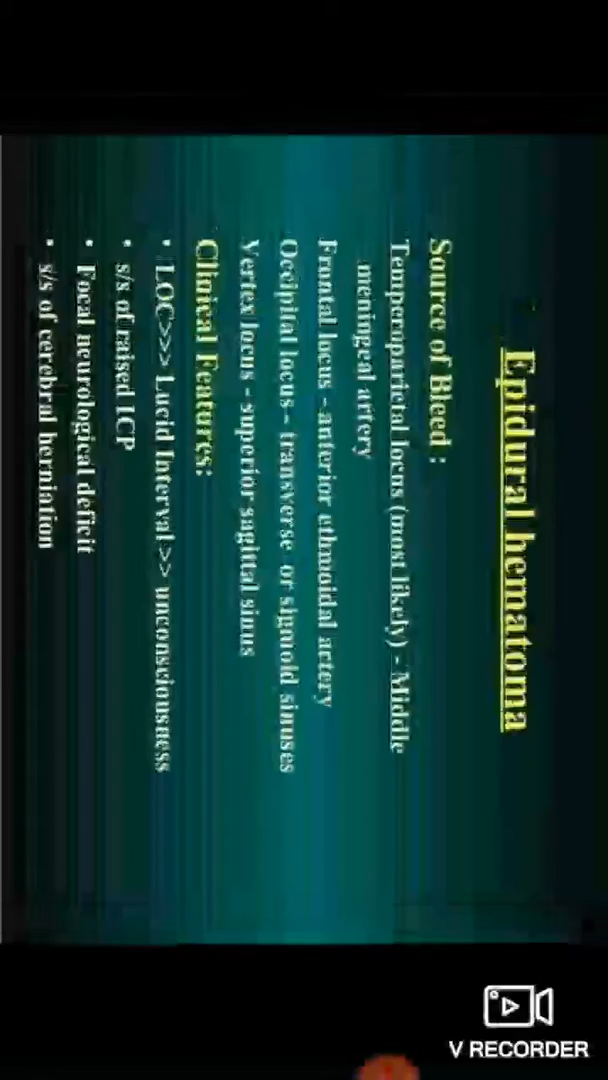 Epidural hematoma
Source of Bleed :
Temperoparietal locus (most likely) - Middle
meningeal artery
Frontal locus - anterior ethmoidal artery
Occipital locus - transverse or sigmoid sinuses
Vertex locus - superior sagittal sinus
Clinical Features:
• LOC>>> Lucid Interval >> unconsciousness
• s/s of raised ICP
• Focal neurological deficit
• s/s of cerebral herniation
V RECORDER